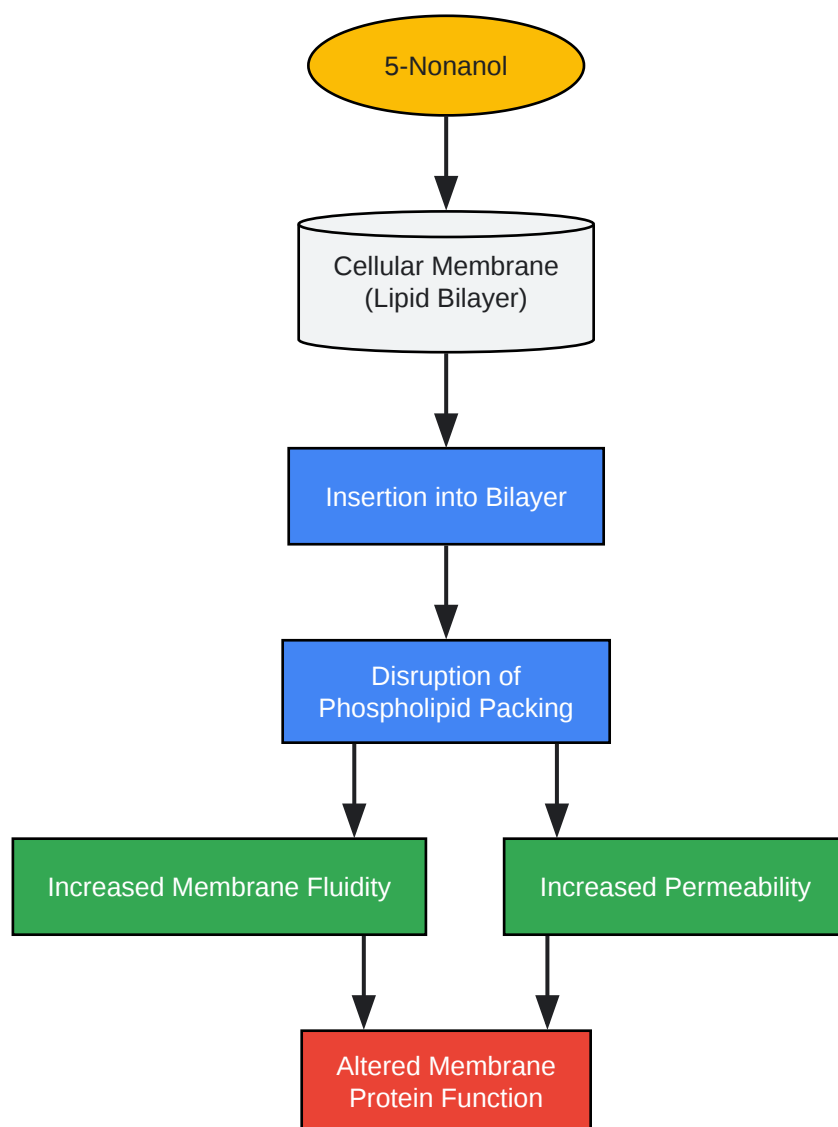 5-Nonanol
Cellular Membrane
(Lipid Bilayer)
Insertion into Bilayer
Disruption of
Phospholipid Packing
Increased Membrane Fluidity
Increased Permeability
Altered Membrane
Protein Function